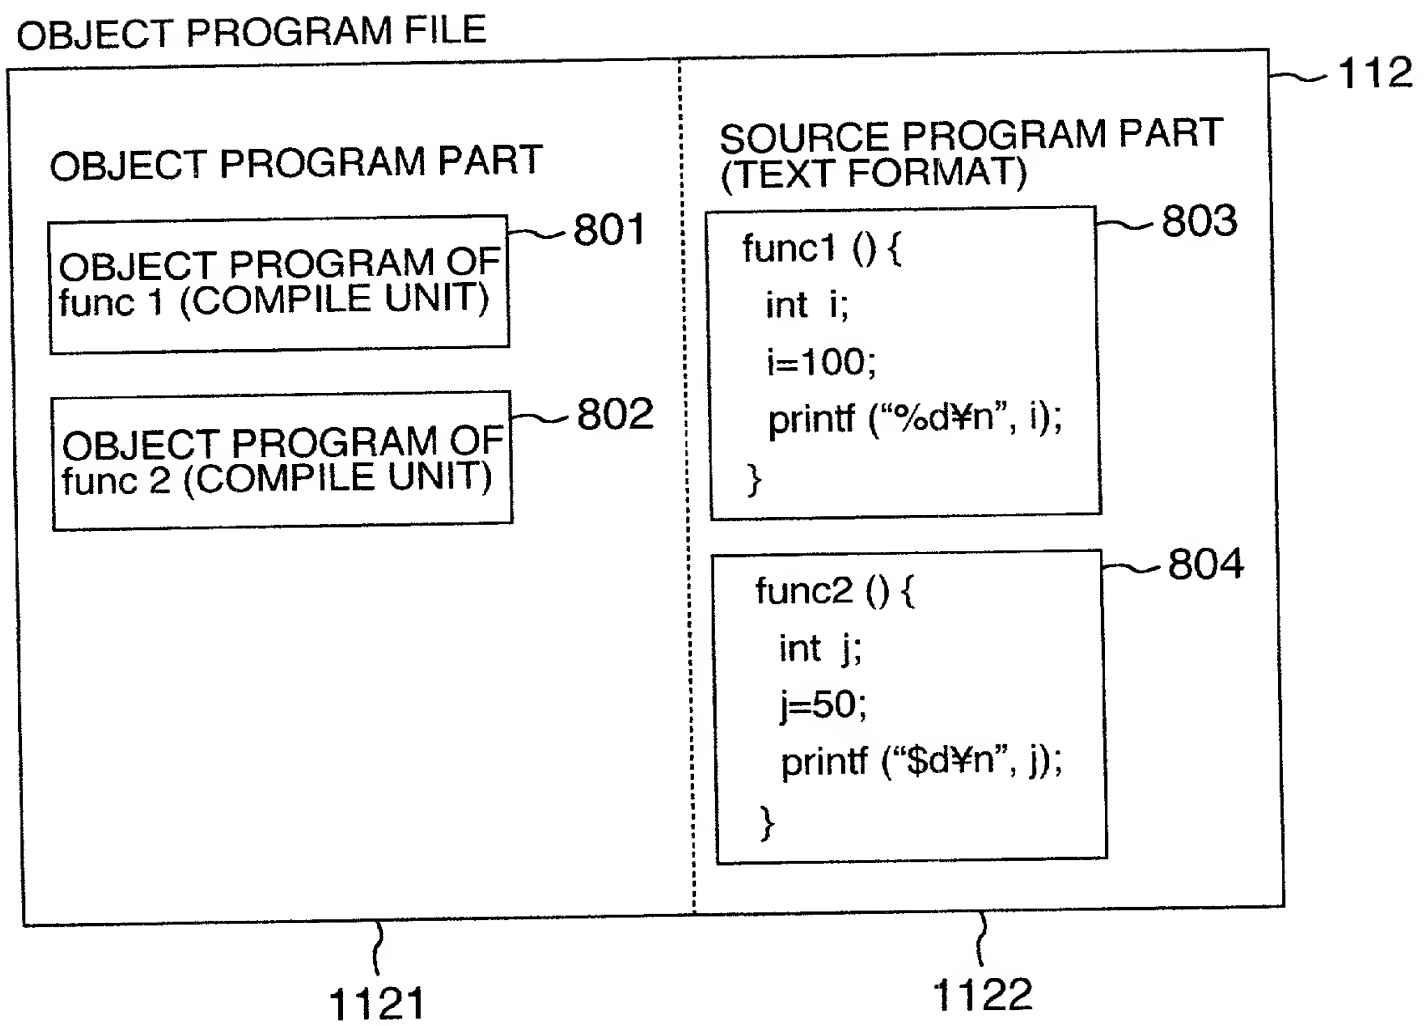 OBJECT PROGRAM FILE
112
OBJECT PROGRAM PART
801
OBJECT PROGRAM OF
func 1 (COMPILE UNIT)
802
OBJECT PROGRAM OF
func 2 (COMPILE UNIT)
SOURCE PROGRAM PART
(TEXT FORMAT)
803
func1 () {
int i;
i=100;
printf (“%d¥n”, i);
}
804
func2 () {
int j;
j=50;
printf (“$d¥n”, j);
}
1121
1122